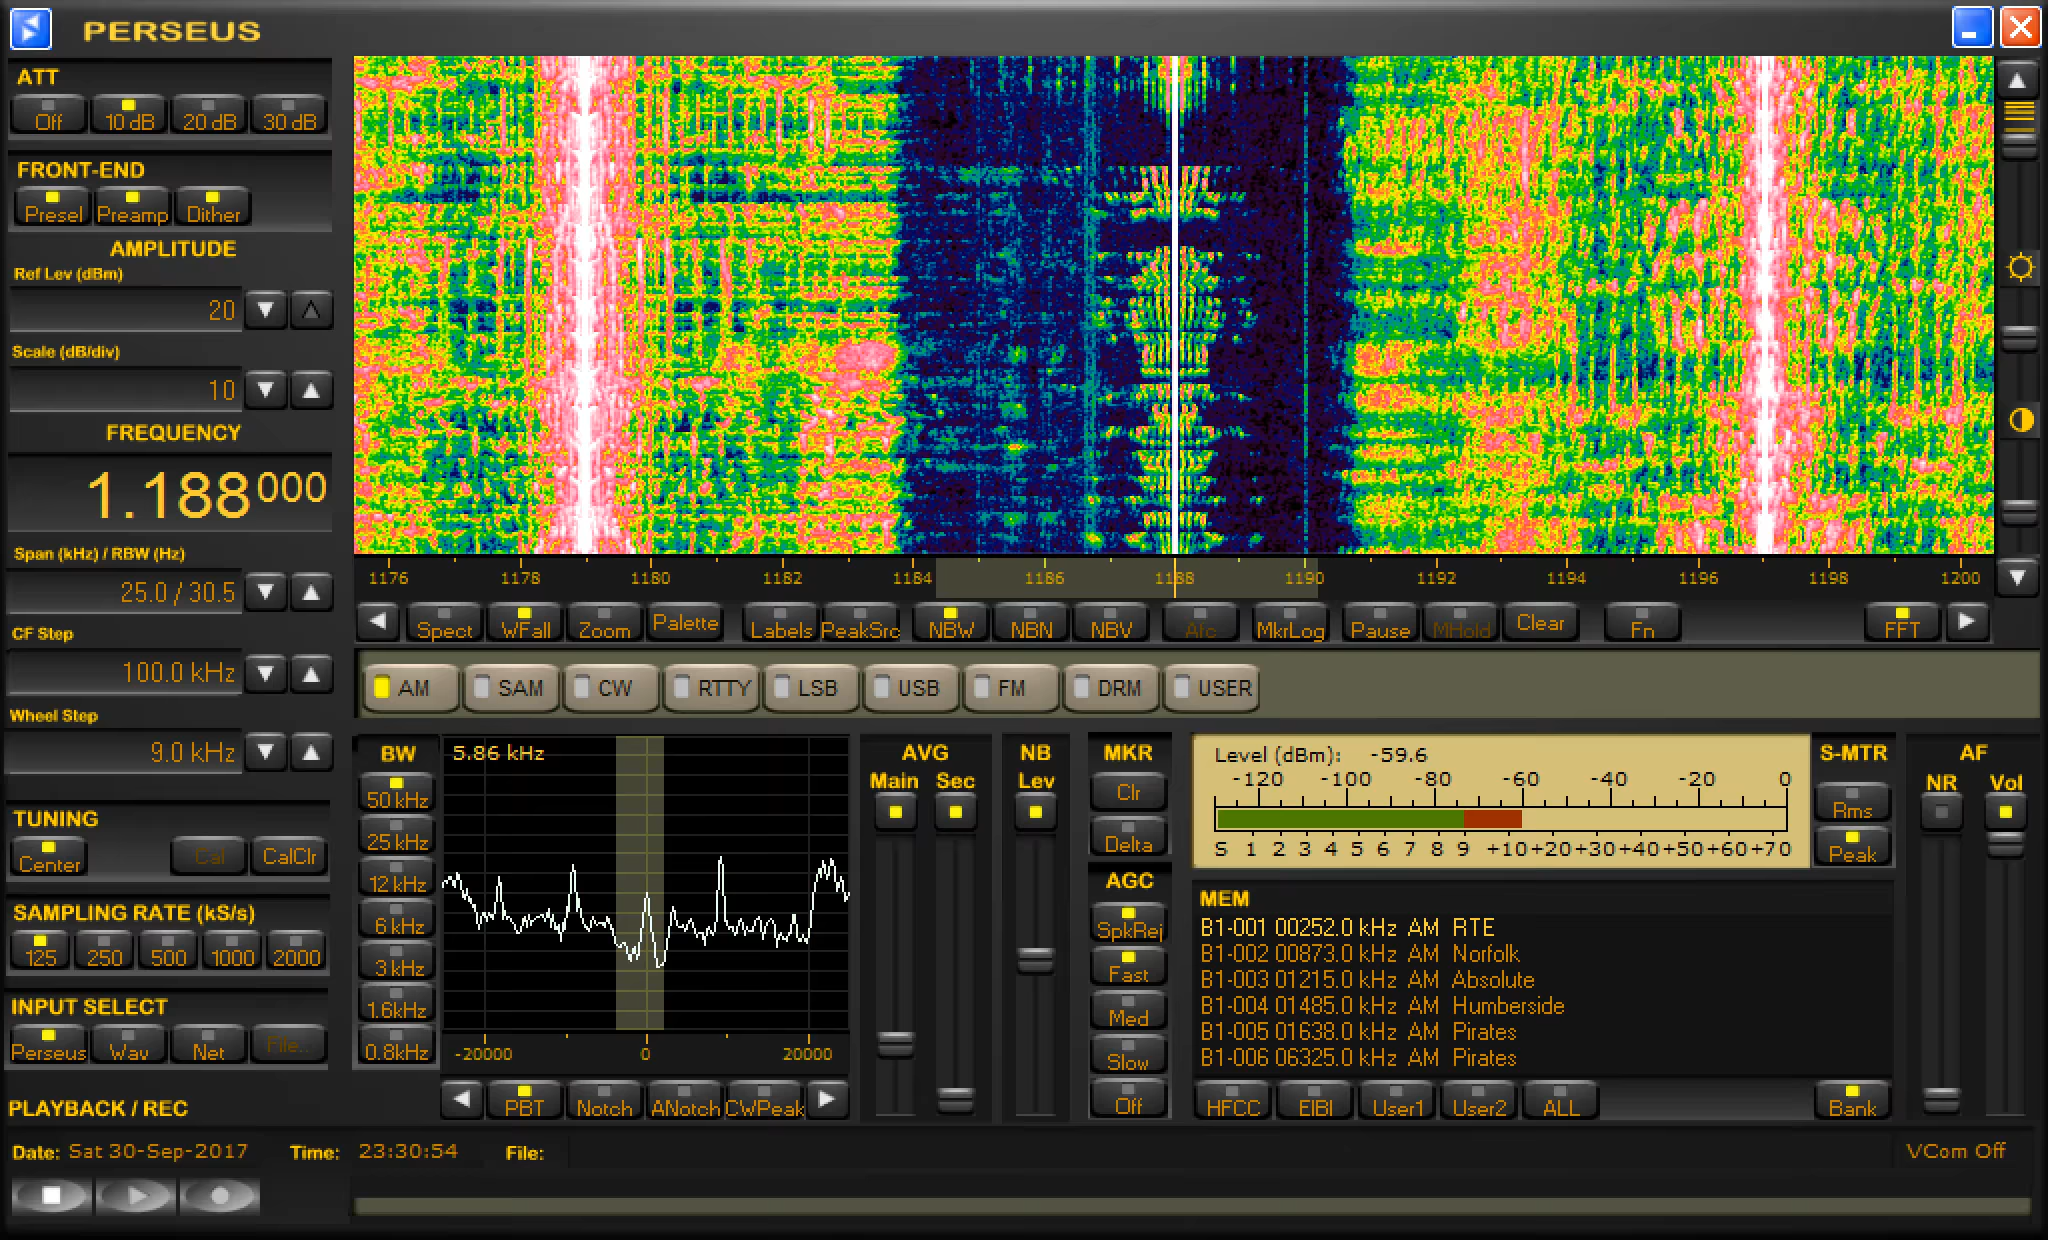 PERSEUS
ATT
Off 10 dB 20 dB 30 dB
FRONT-END
Presel Preamp Dither
AMPLITUDE
Ref Lev (dBm)
20
Scale (dB/div)
10
FREQUENCY
1.188000
Span (kHz) / RBW (Hz)
25.0 / 30.5
CF Step
100.0 kHz
Wheel Step
9.0 kHz
TUNING
Center Cal CalClr
SAMPLING RATE (kS/s)
125 250 500 1000 2000
INPUT SELECT
Perseus Wav Net File..
PLAYBACK / REC
1176 1178 1180 1182 1184 1186 1188 1190 1192 1194 1196 1198 1200
Spect WFall Zoom Palette Labels PeakSrc NBW NBN NBV Afc MkrLog Pause MHold Clear Fn FFT
AM SAM CW RTTY LSB USB FM DRM USER
BW
50 kHz
25 kHz
12 kHz
6 kHz
3 kHz
1.6kHz
0.8kHz
5.86 kHz
-20000 0 20000
PBT Notch ANotch CWPeak
AVG
Main Sec
NB
Lev
MKR
Clr
Delta
AGC
SpkRej
Fast
Med
Slow
Off
Level (dBm): -59.6
-120 -100 -80 -60 -40 -20 0
S 1 2 3 4 5 6 7 8 9 +10+20+30+40+50+60+70
S-MTR
Rms
Peak
AF
NR Vol
MEM
B1-001 00252.0 kHz AM RTE
B1-002 00873.0 kHz AM Norfolk
B1-003 01215.0 kHz AM Absolute
B1-004 01485.0 kHz AM Humberside
B1-005 01638.0 kHz AM Pirates
B1-006 06325.0 kHz AM Pirates
HFCC EIBI User1 User2 ALL Bank
Date: Sat 30-Sep-2017 Time: 23:30:54 File: VCom Off